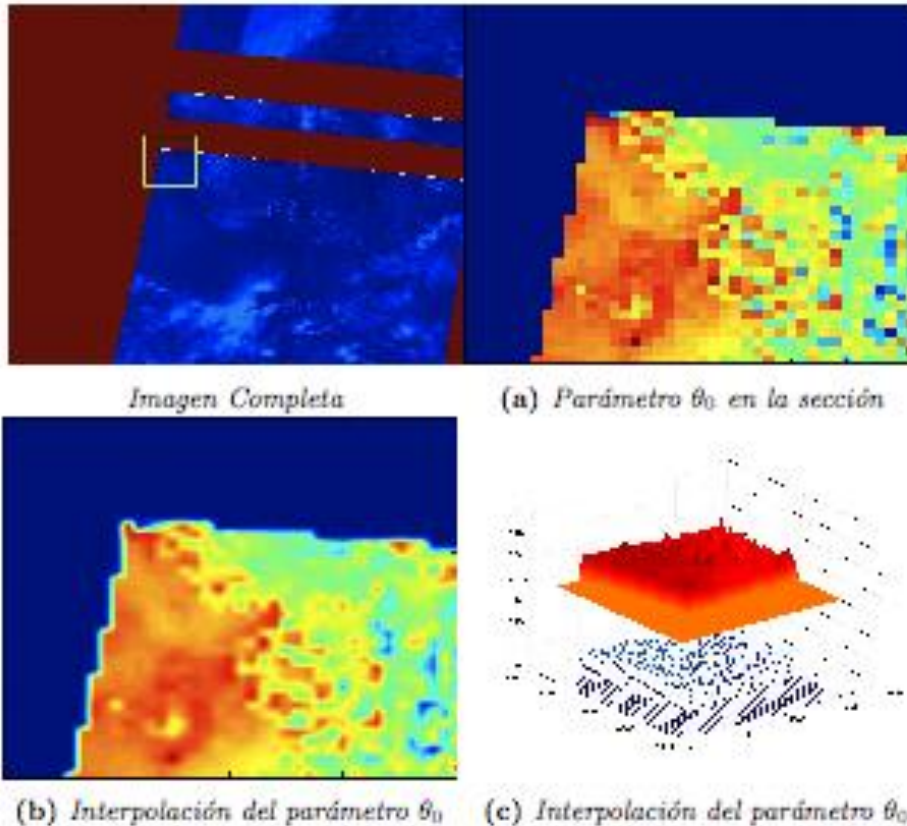 Imagen Completa
(a) Parámetro θ₀ en la sección
(b) Interpolación del parámetro θ₀
(c) Interpolación del parámetro θ₀